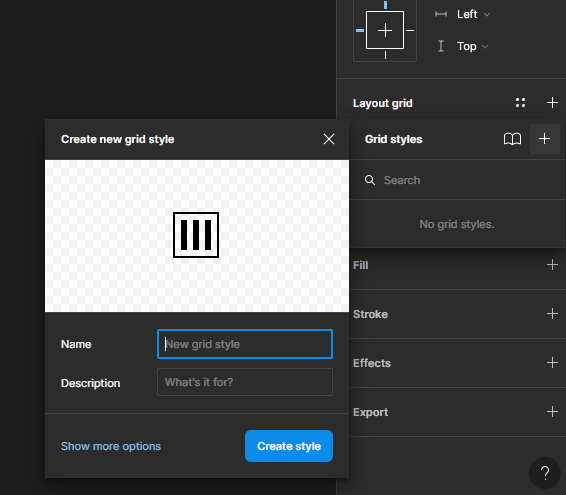 Left
Top
Layout grid
Create new grid style
Grid styles
Search
No grid styles.
Fill
Name
New grid style
Stroke
Description
What's it for?
Effects
Export
Show more options
Create style
?